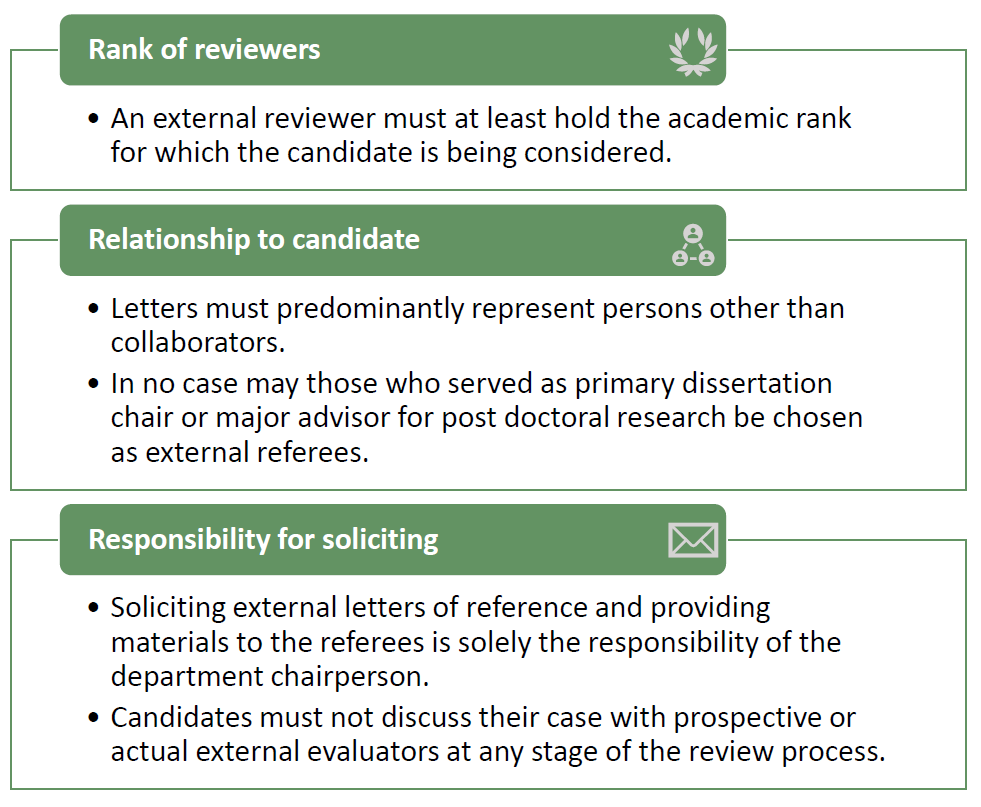 Rank of reviewers
• An external reviewer must at least hold the academic rank
for which the candidate is being considered.
Relationship to candidate
• Letters must predominantly represent persons other than
collaborators.
• In no case may those who served as primary dissertation
chair or major advisor for post doctoral research be chosen
as external referees.
Responsibility for soliciting
• Soliciting external letters of reference and providing
materials to the referees is solely the responsibility of the
department chairperson.
• Candidates must not discuss their case with prospective or
actual external evaluators at any stage of the review process.